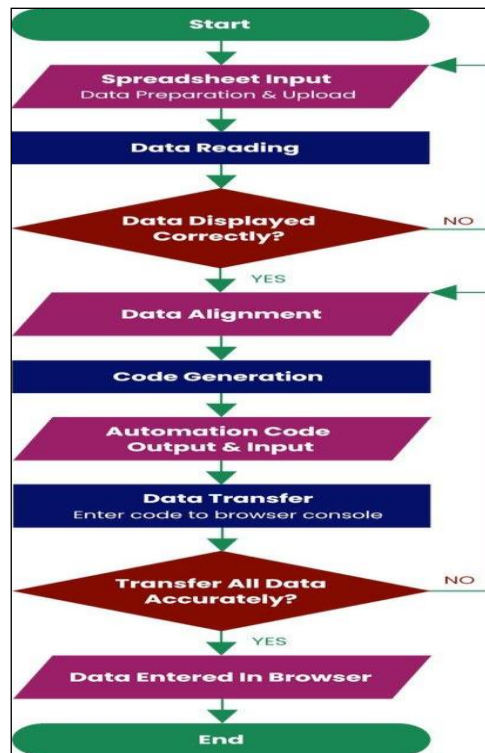 Start
Spreadsheet Input
Data Preparation & Upload
Data Reading
Data Displayed
Correctly?
NO
YES
Data Alignment
Code Generation
Automation Code
Output & Input
Data Transfer
Enter code to browser console
Transfer All Data
Accurately?
NO
YES
Data Entered In Browser
End